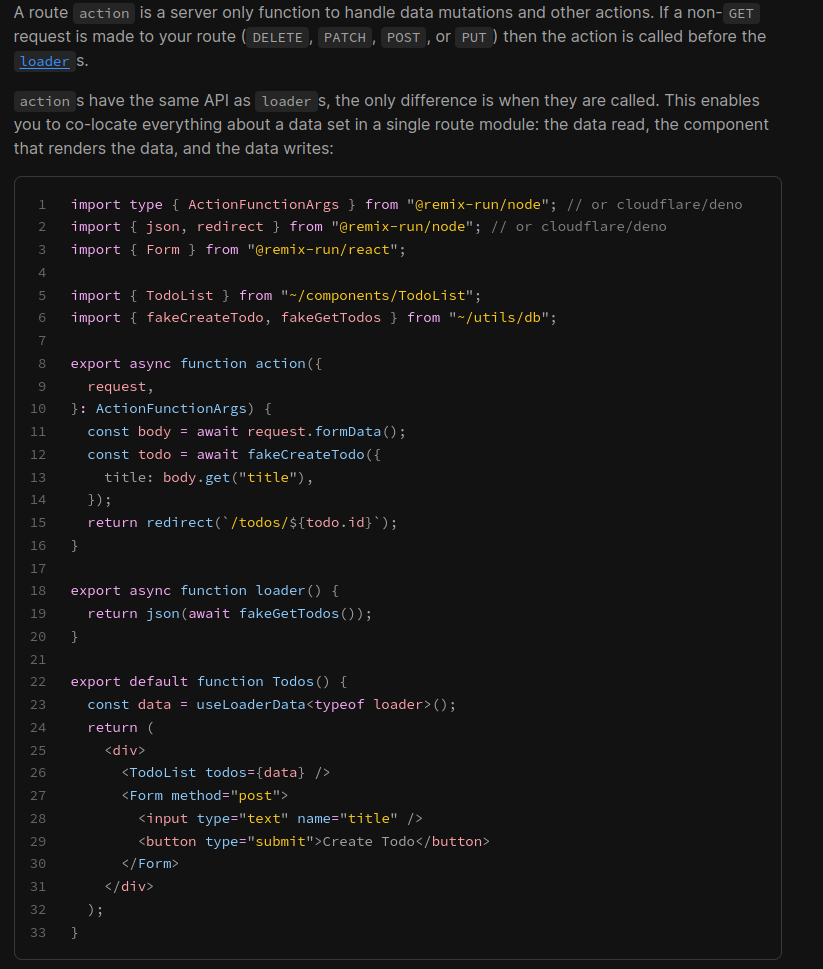 A route action is a server only function to handle data mutations and other actions. If a non-GET
request is made to your route (DELETE, PATCH, POST, or PUT) then the action is called before the
loaders.
actions have the same API as loaders, the only difference is when they are called. This enables
you to co-locate everything about a data set in a single route module: the data read, the component
that renders the data, and the data writes:
1 import type { ActionFunctionArgs } from "@remix-run/node"; // or cloudflare/deno
2 import { json, redirect } from "@remix-run/node"; // or cloudflare/deno
3 import { Form } from "@remix-run/react";
4
5 import { TodoList } from "~/components/TodoList";
6 import { fakeCreateTodo, fakeGetTodos } from "~/utils/db";
7
8 export async function action({
9   request,
10 }: ActionFunctionArgs) {
11   const body = await request.formData();
12   const todo = await fakeCreateTodo({
13     title: body.get("title"),
14   });
15   return redirect(`/todos/${todo.id}`);
16 }
17
18 export async function loader() {
19   return json(await fakeGetTodos());
20 }
21
22 export default function Todos() {
23   const data = useLoaderData<typeof loader>();
24   return (
25     <div>
26       <TodoList todos={data} />
27       <Form method="post">
28         <input type="text" name="title" />
29         <button type="submit">Create Todo</button>
30       </Form>
31     </div>
32   );
33 }